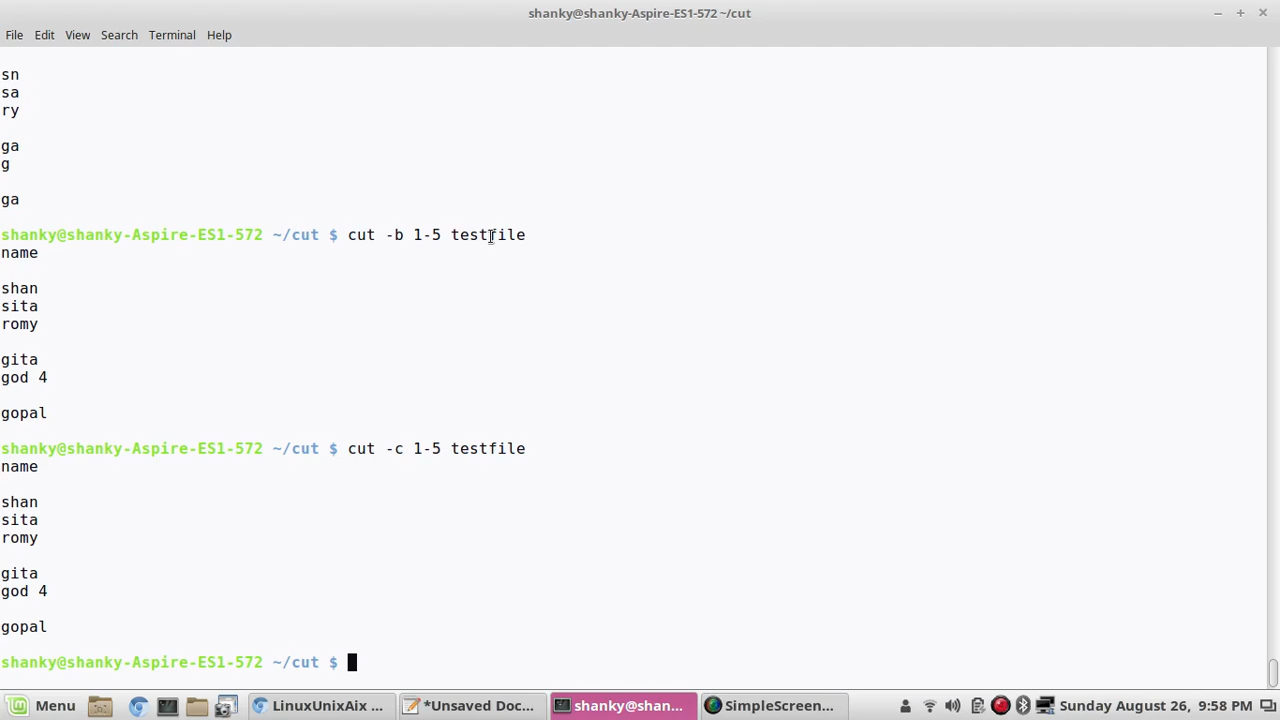 shanky@shanky-Aspire-ES1-572 ~/cut
File Edit View Search Terminal Help
sn
sa
ry
ga
g
ga
shanky@shanky-Aspire-ES1-572 ~/cut $ cut -b 1-5 testfile
name
shan
sita
romy
gita
god 4
gopal
shanky@shanky-Aspire-ES1-572 ~/cut $ cut -c 1-5 testfile
name
shan
sita
romy
gita
god 4
gopal
shanky@shanky-Aspire-ES1-572 ~/cut $
Menu LinuxUnixAix ... *Unsaved Doc... shanky@shan... SimpleScreen... Sunday August 26, 9:58 PM